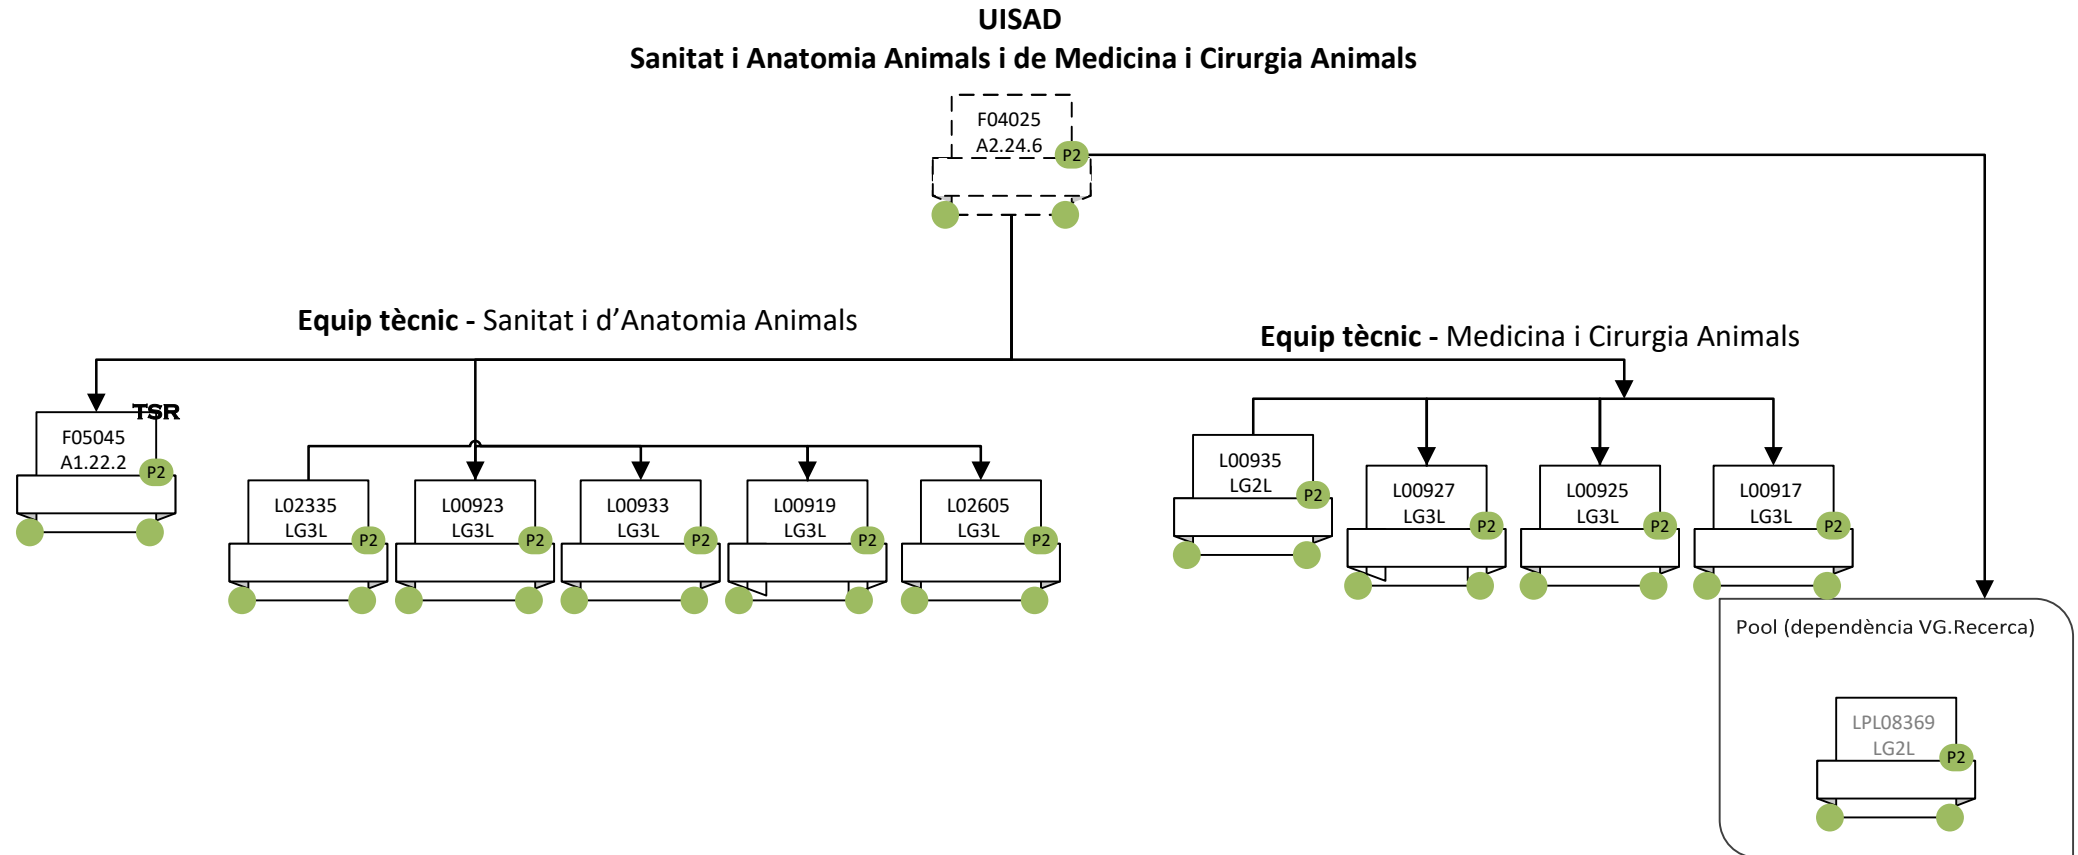 UISAD
Sanitat i Anatomia Animals i de Medicina i Cirurgia Animals
F04025
A2.24.6
P2
Equip tècnic - Sanitat i d’Anatomia Animals
Equip tècnic - Medicina i Cirurgia Animals
TSR
F05045
A1.22.2
P2
L02335
LG3L
P2
L00923
LG3L
P2
L00933
LG3L
P2
L00919
LG3L
P2
L02605
LG3L
P2
L00935
LG2L
P2
L00927
LG3L
P2
L00925
LG3L
P2
L00917
LG3L
P2
Pool (dependència VG.Recerca)
LPL08369
LG2L
P2